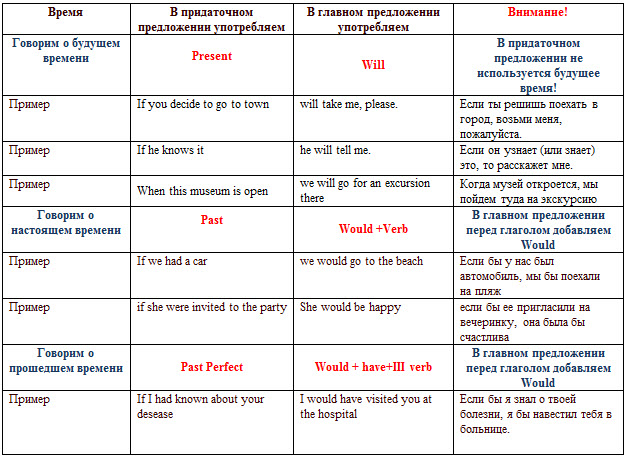 Время
В придаточном предложении употребляем
В главном предложении употребляем
Внимание!
Говорим о будущем времени
Present
Will
В придаточном предложении не используется будущее время!
Пример
If you decide to go to town
will take me, please.
Если ты решишь поехать в город, возьми меня, пожалуйста.
Пример
If he knows it
he will tell me.
Если он узнает (или знает) это, то расскажет мне.
Пример
When this museum is open
we will go for an excursion there
Когда музей откроется, мы пойдем туда на экскурсию
Говорим о настоящем времени
Past
Would +Verb
В главном предложении перед глаголом добавляем Would
Пример
If we had a car
we would go to the beach
Если бы у нас был автомобиль, мы бы поехали на пляж
Пример
if she were invited to the party
She would be happy
если бы ее пригласили на вечеринку, она была бы счастлива
Говорим о прошедшем времени
Past Perfect
Would + have+III verb
В главном предложении перед глаголом добавляем Would
Пример
If I had known about your desease
I would have visited you at the hospital
Если бы я знал о твоей болезни, я бы навестил тебя в больнице.